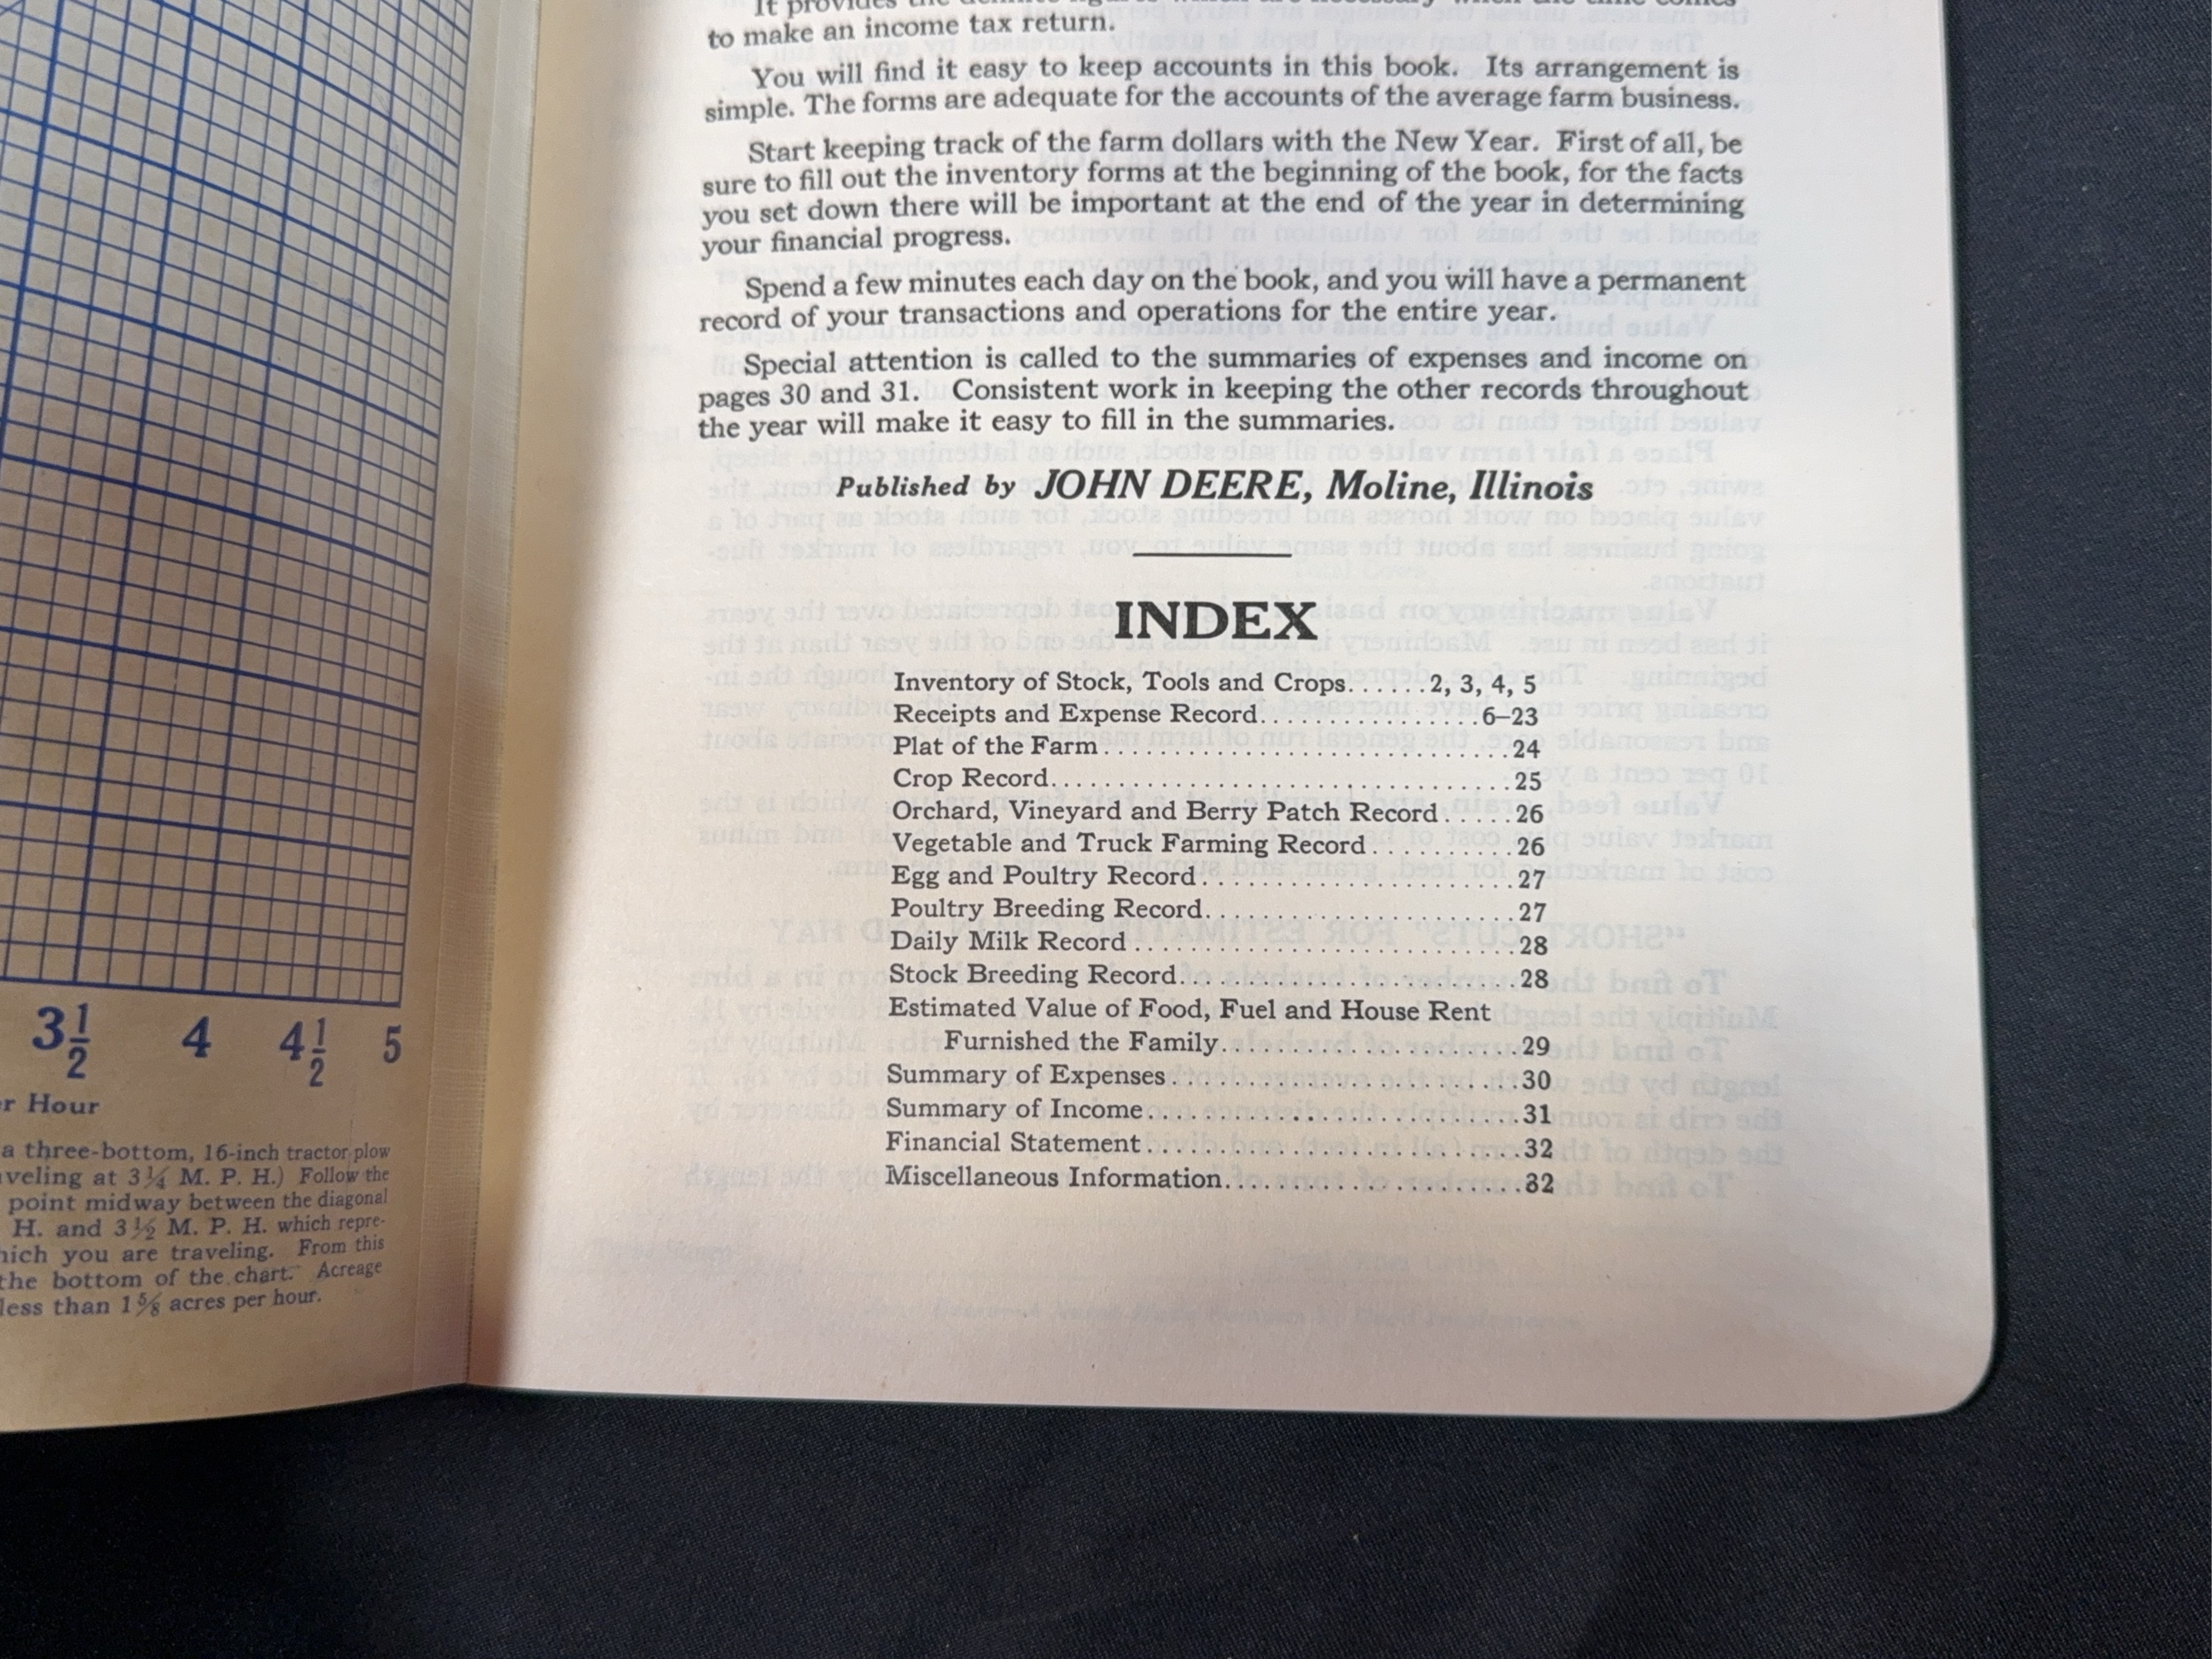 3½ 4 4½ 5
r Hour
a three-bottom, 16-inch tractor plow
veling at 3¼ M. P. H.) Follow the
point midway between the diagonal
H. and 3½ M. P. H. which repre-
hich you are traveling. From this
the bottom of the chart. Acreage
less than 1⅝ acres per hour.
It provides the definite figures which are necessary when the time comes
to make an income tax return.
You will find it easy to keep accounts in this book. Its arrangement is
simple. The forms are adequate for the accounts of the average farm business.
Start keeping track of the farm dollars with the New Year. First of all, be
sure to fill out the inventory forms at the beginning of the book, for the facts
you set down there will be important at the end of the year in determining
your financial progress.
Spend a few minutes each day on the book, and you will have a permanent
record of your transactions and operations for the entire year.
Special attention is called to the summaries of expenses and income on
pages 30 and 31. Consistent work in keeping the other records throughout
the year will make it easy to fill in the summaries.
Published by JOHN DEERE, Moline, Illinois
INDEX
Inventory of Stock, Tools and Crops......2, 3, 4, 5
Receipts and Expense Record.................6–23
Plat of the Farm...............................24
Crop Record...................................25
Orchard, Vineyard and Berry Patch Record.....26
Vegetable and Truck Farming Record...........26
Egg and Poultry Record........................27
Poultry Breeding Record.......................27
Daily Milk Record.............................28
Stock Breeding Record.........................28
Estimated Value of Food, Fuel and House Rent
Furnished the Family.......................29
Summary of Expenses..........................30
Summary of Income............................31
Financial Statement............................32
Miscellaneous Information......................32